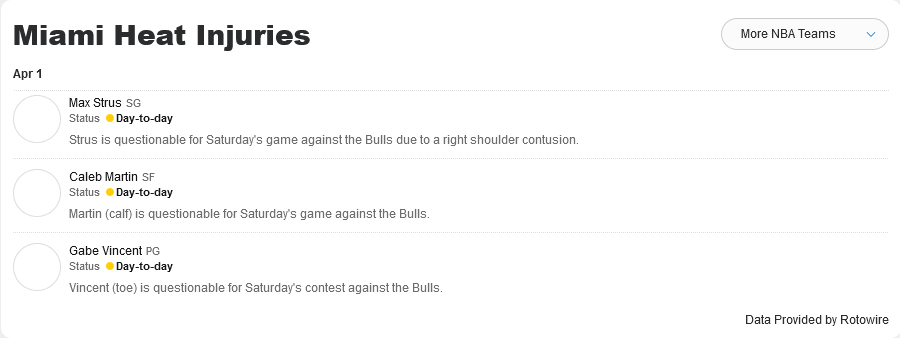 Miami Heat Injuries
More NBA Teams
Apr 1
Max Strus SG
Status Day-to-day
Strus is questionable for Saturday's game against the Bulls due to a right shoulder contusion.
Caleb Martin SF
Status Day-to-day
Martin (calf) is questionable for Saturday's game against the Bulls.
Gabe Vincent PG
Status Day-to-day
Vincent (toe) is questionable for Saturday's contest against the Bulls.
Data Provided by Rotowire